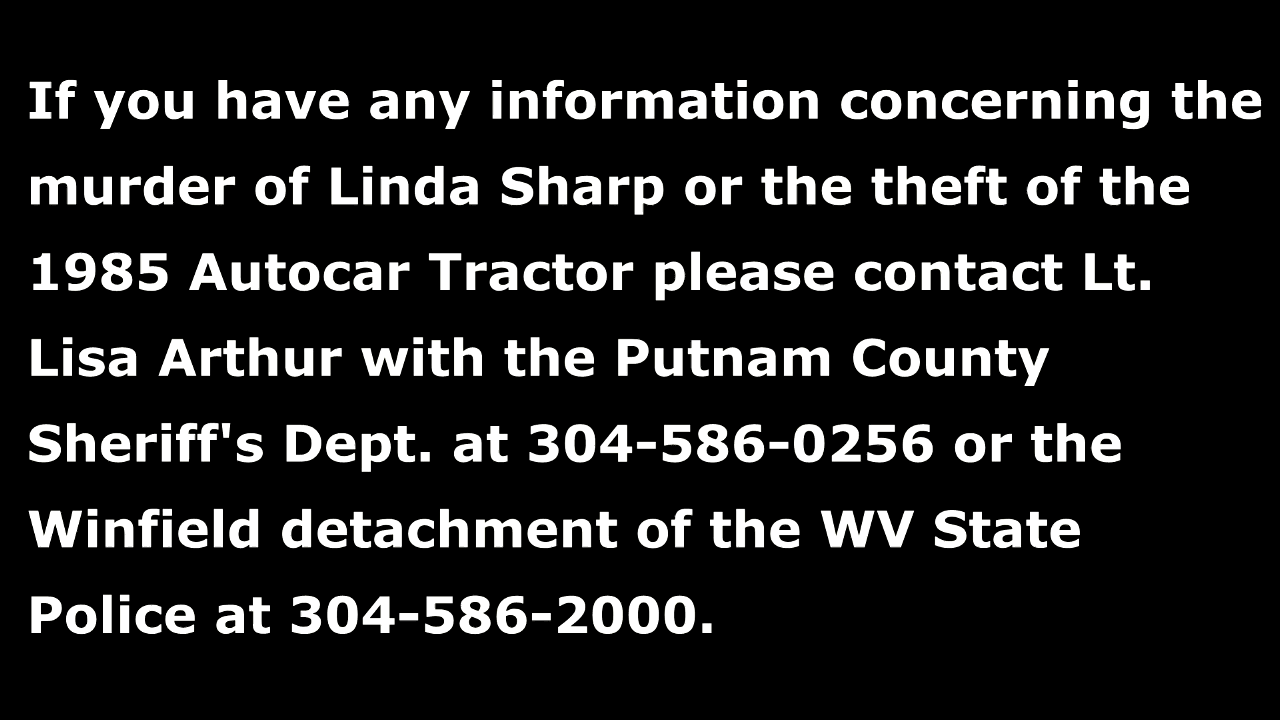 If you have any information concerning the
murder of Linda Sharp or the theft of the
1985 Autocar Tractor please contact Lt.
Lisa Arthur with the Putnam County
Sheriff's Dept. at 304-586-0256 or the
Winfield detachment of the WV State
Police at 304-586-2000.